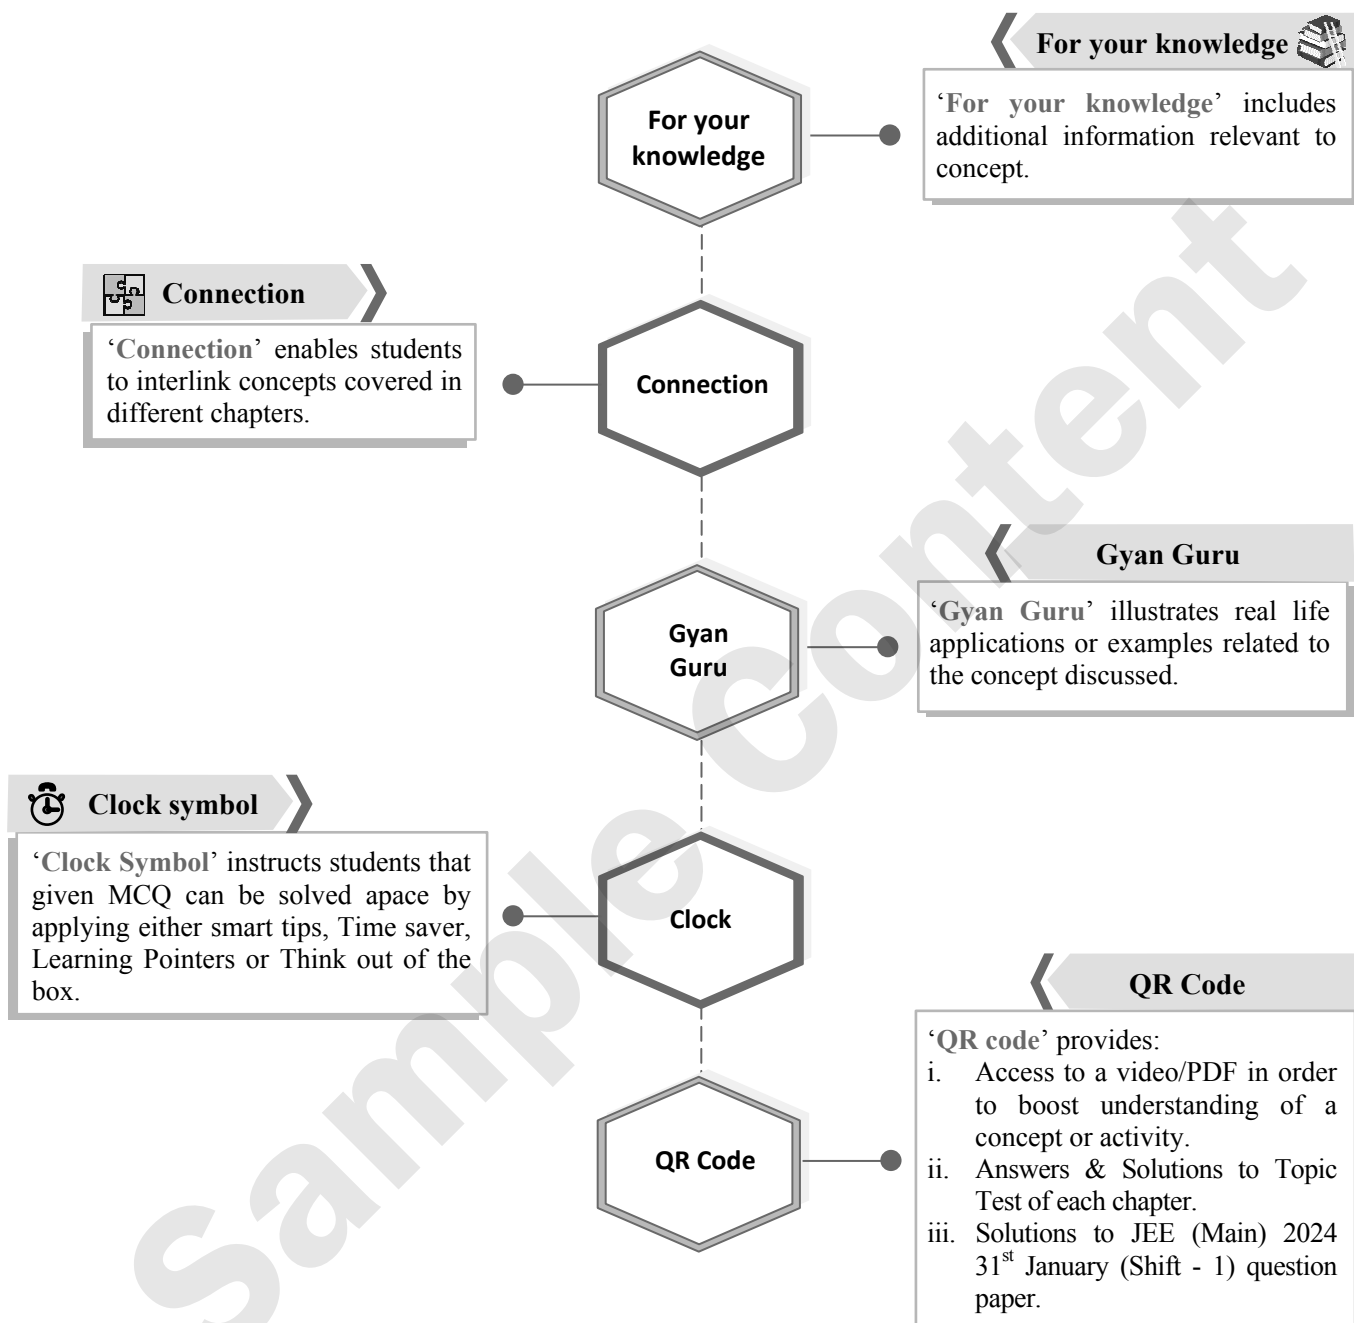 For your knowledge
For your
knowledge
‘For your knowledge’ includes
additional information relevant to
concept.
Connection
‘Connection’ enables students
to interlink concepts covered in
different chapters.
Connection
Gyan Guru
Gyan
Guru
‘Gyan Guru’ illustrates real life
applications or examples related to
the concept discussed.
Clock symbol
‘Clock Symbol’ instructs students that
given MCQ can be solved apace by
applying either smart tips, Time saver,
Learning Pointers or Think out of the
box.
Clock
QR Code
QR Code
‘QR code’ provides:
i. Access to a video/PDF in order
to boost understanding of a
concept or activity.
ii. Answers & Solutions to Topic
Test of each chapter.
iii. Solutions to JEE (Main) 2024
31st January (Shift - 1) question
paper.
Sample Content